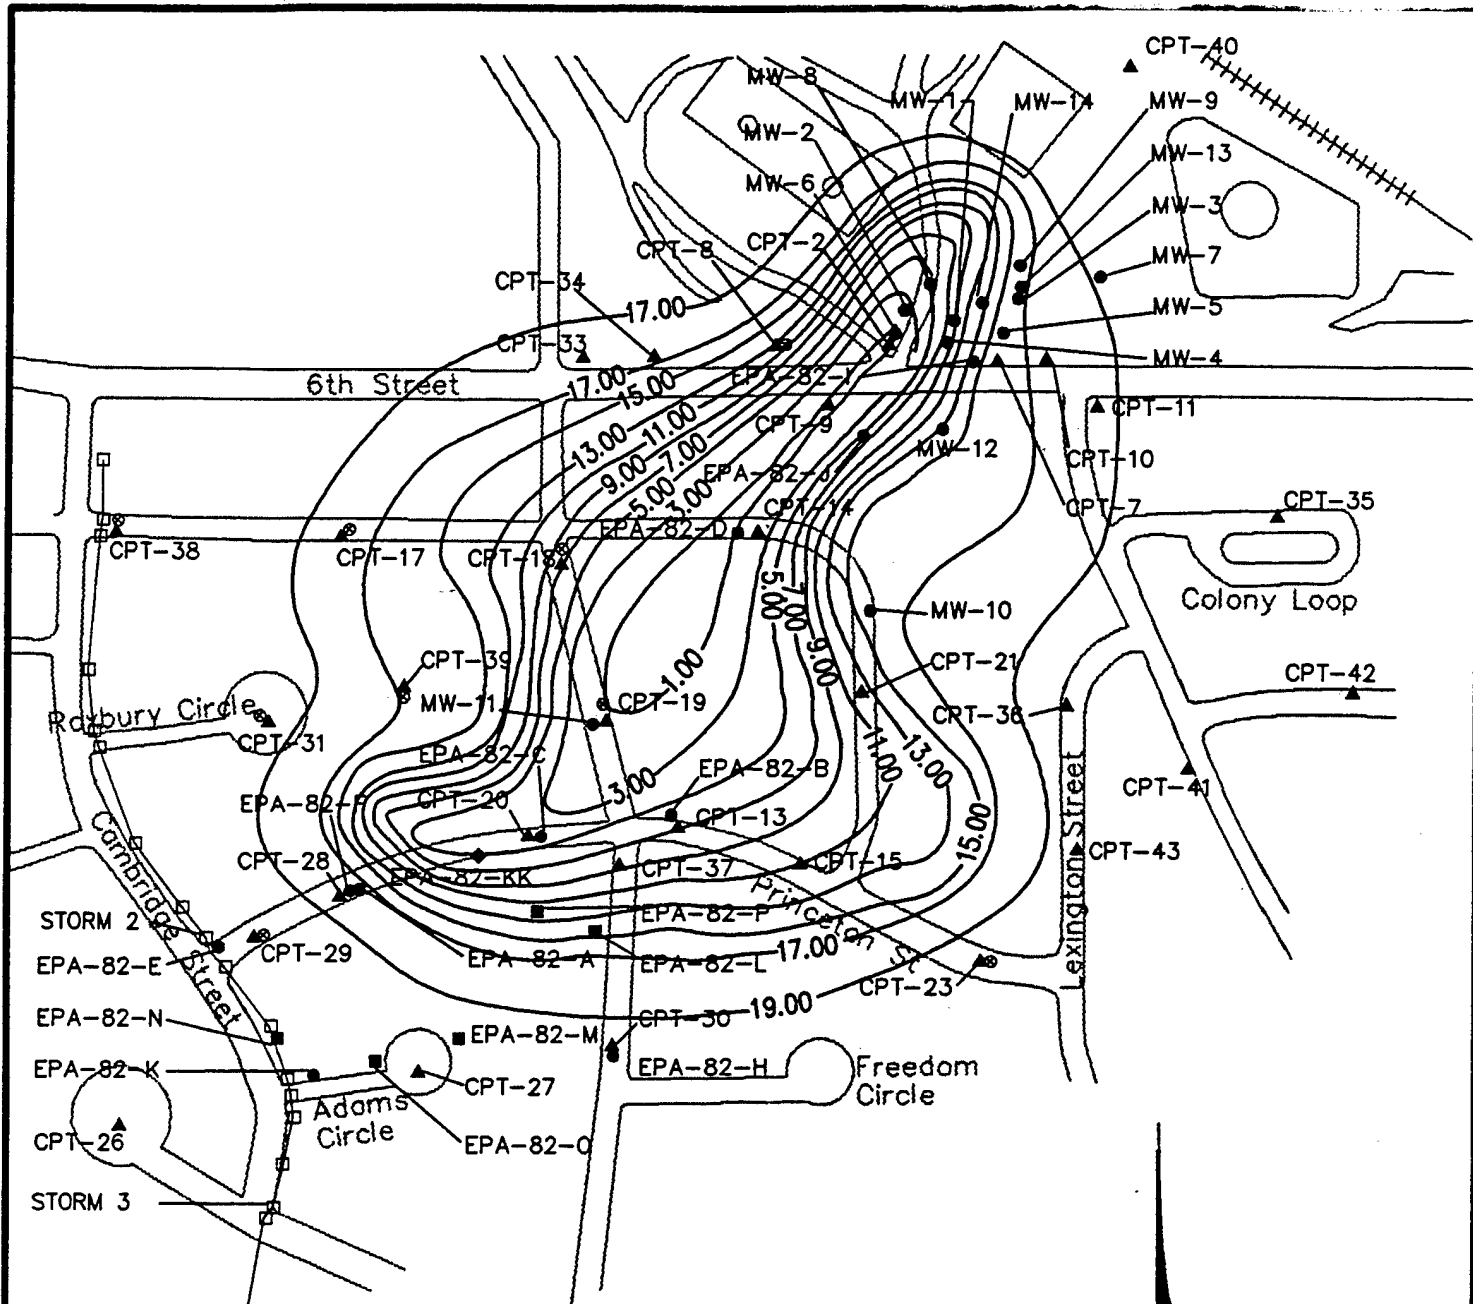 CPT-40
MW-8
MW-1
MW-14
MW-9
MW-2
MW-13
MW-6
MW-3
CPT-8
CPT-2
MW-7
CPT-34
17.00
MW-5
CPT-33
MW-4
6th Street
17.00
15.00
EPA-82-I
CPT-9
CPT-11
13.00
11.00
MW-12
CPT-10
9.00
7.00
EPA-82-J
5.00
3.00
CPT-14
CPT-7
CPT-35
EPA-82-D
CPT-38
CPT-17
CPT-18
5.00
7.00
MW-10
Colony Loop
9.00
CPT-39
1.00
CPT-21
CPT-42
MW-11
CPT-19
CPT-36
Roxbury Circle
CPT-31
11.00
13.00
EPA-82-C
EPA-82-B
3.00
CPT-41
EPA-82-F
CPT-20
CPT-13
15.00
Lexington Street
Cambridge Street
CPT-28
EPA-82-KK
CPT-37
CPT-15
CPT-43
Princeton St
STORM 2
EPA-82-P
EPA-82-E
CPT-29
EPA-82-A
EPA-82-L
17.00
CPT-23
19.00
EPA-82-N
EPA-82-M
CPT-30
EPA-82-K
CPT-27
EPA-82-H
Freedom
Circle
Adams
Circle
CPT-26
EPA-82-O
STORM 3